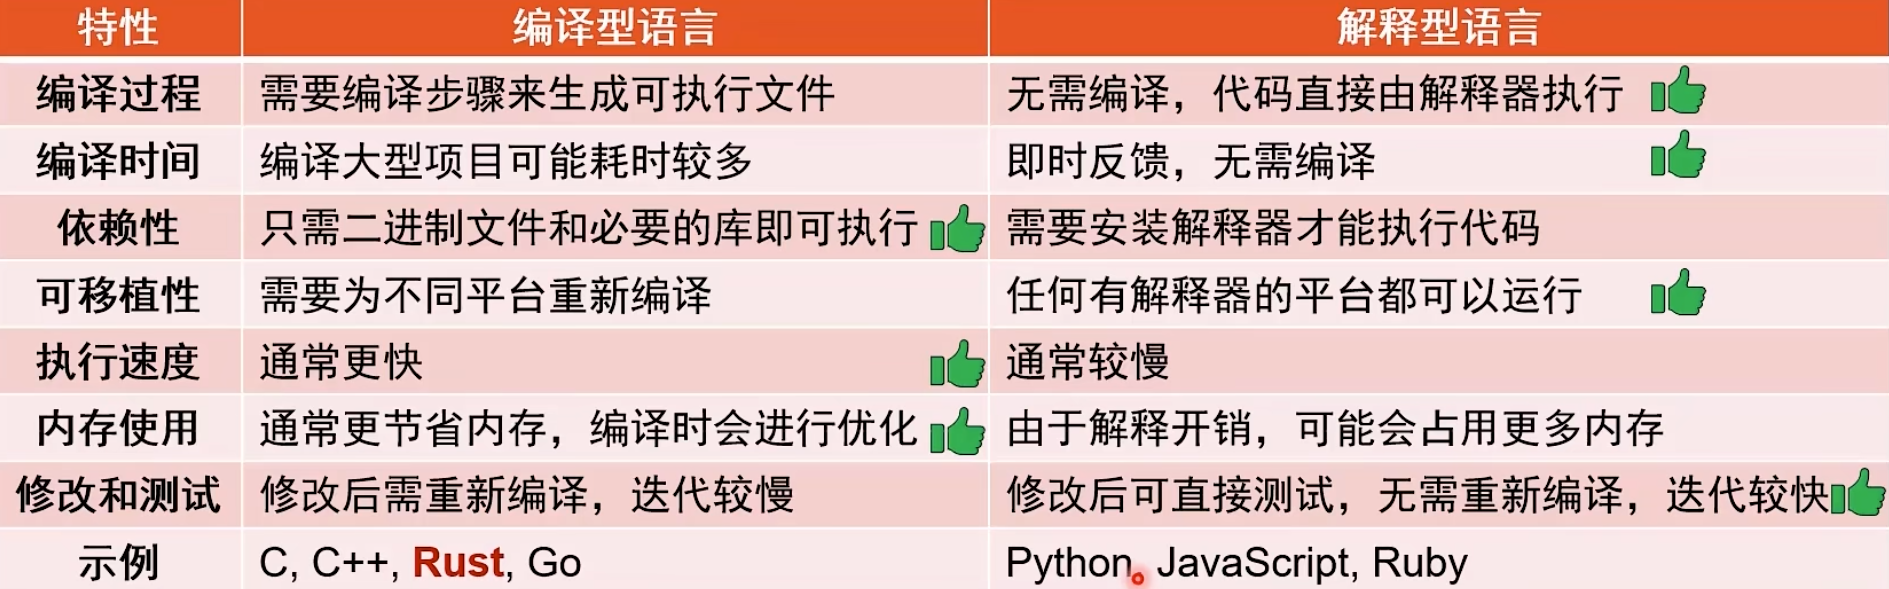 特性 编译型语言 解释型语言
编译过程 需要编译步骤来生成可执行文件 无需编译，代码直接由解释器执行
编译时间 编译大型项目可能耗时较多 即时反馈，无需编译
依赖性 只需二进制文件和必要的库即可执行 需要安装解释器才能执行代码
可移植性 需要为不同平台重新编译 任何有解释器的平台都可以运行
执行速度 通常更快 通常较慢
内存使用 通常更节省内存，编译时会进行优化 由于解释开销，可能会占用更多内存
修改和测试 修改后需重新编译，迭代较慢 修改后可直接测试，无需重新编译，迭代较快
示例 C, C++, Rust, Go Python, JavaScript, Ruby